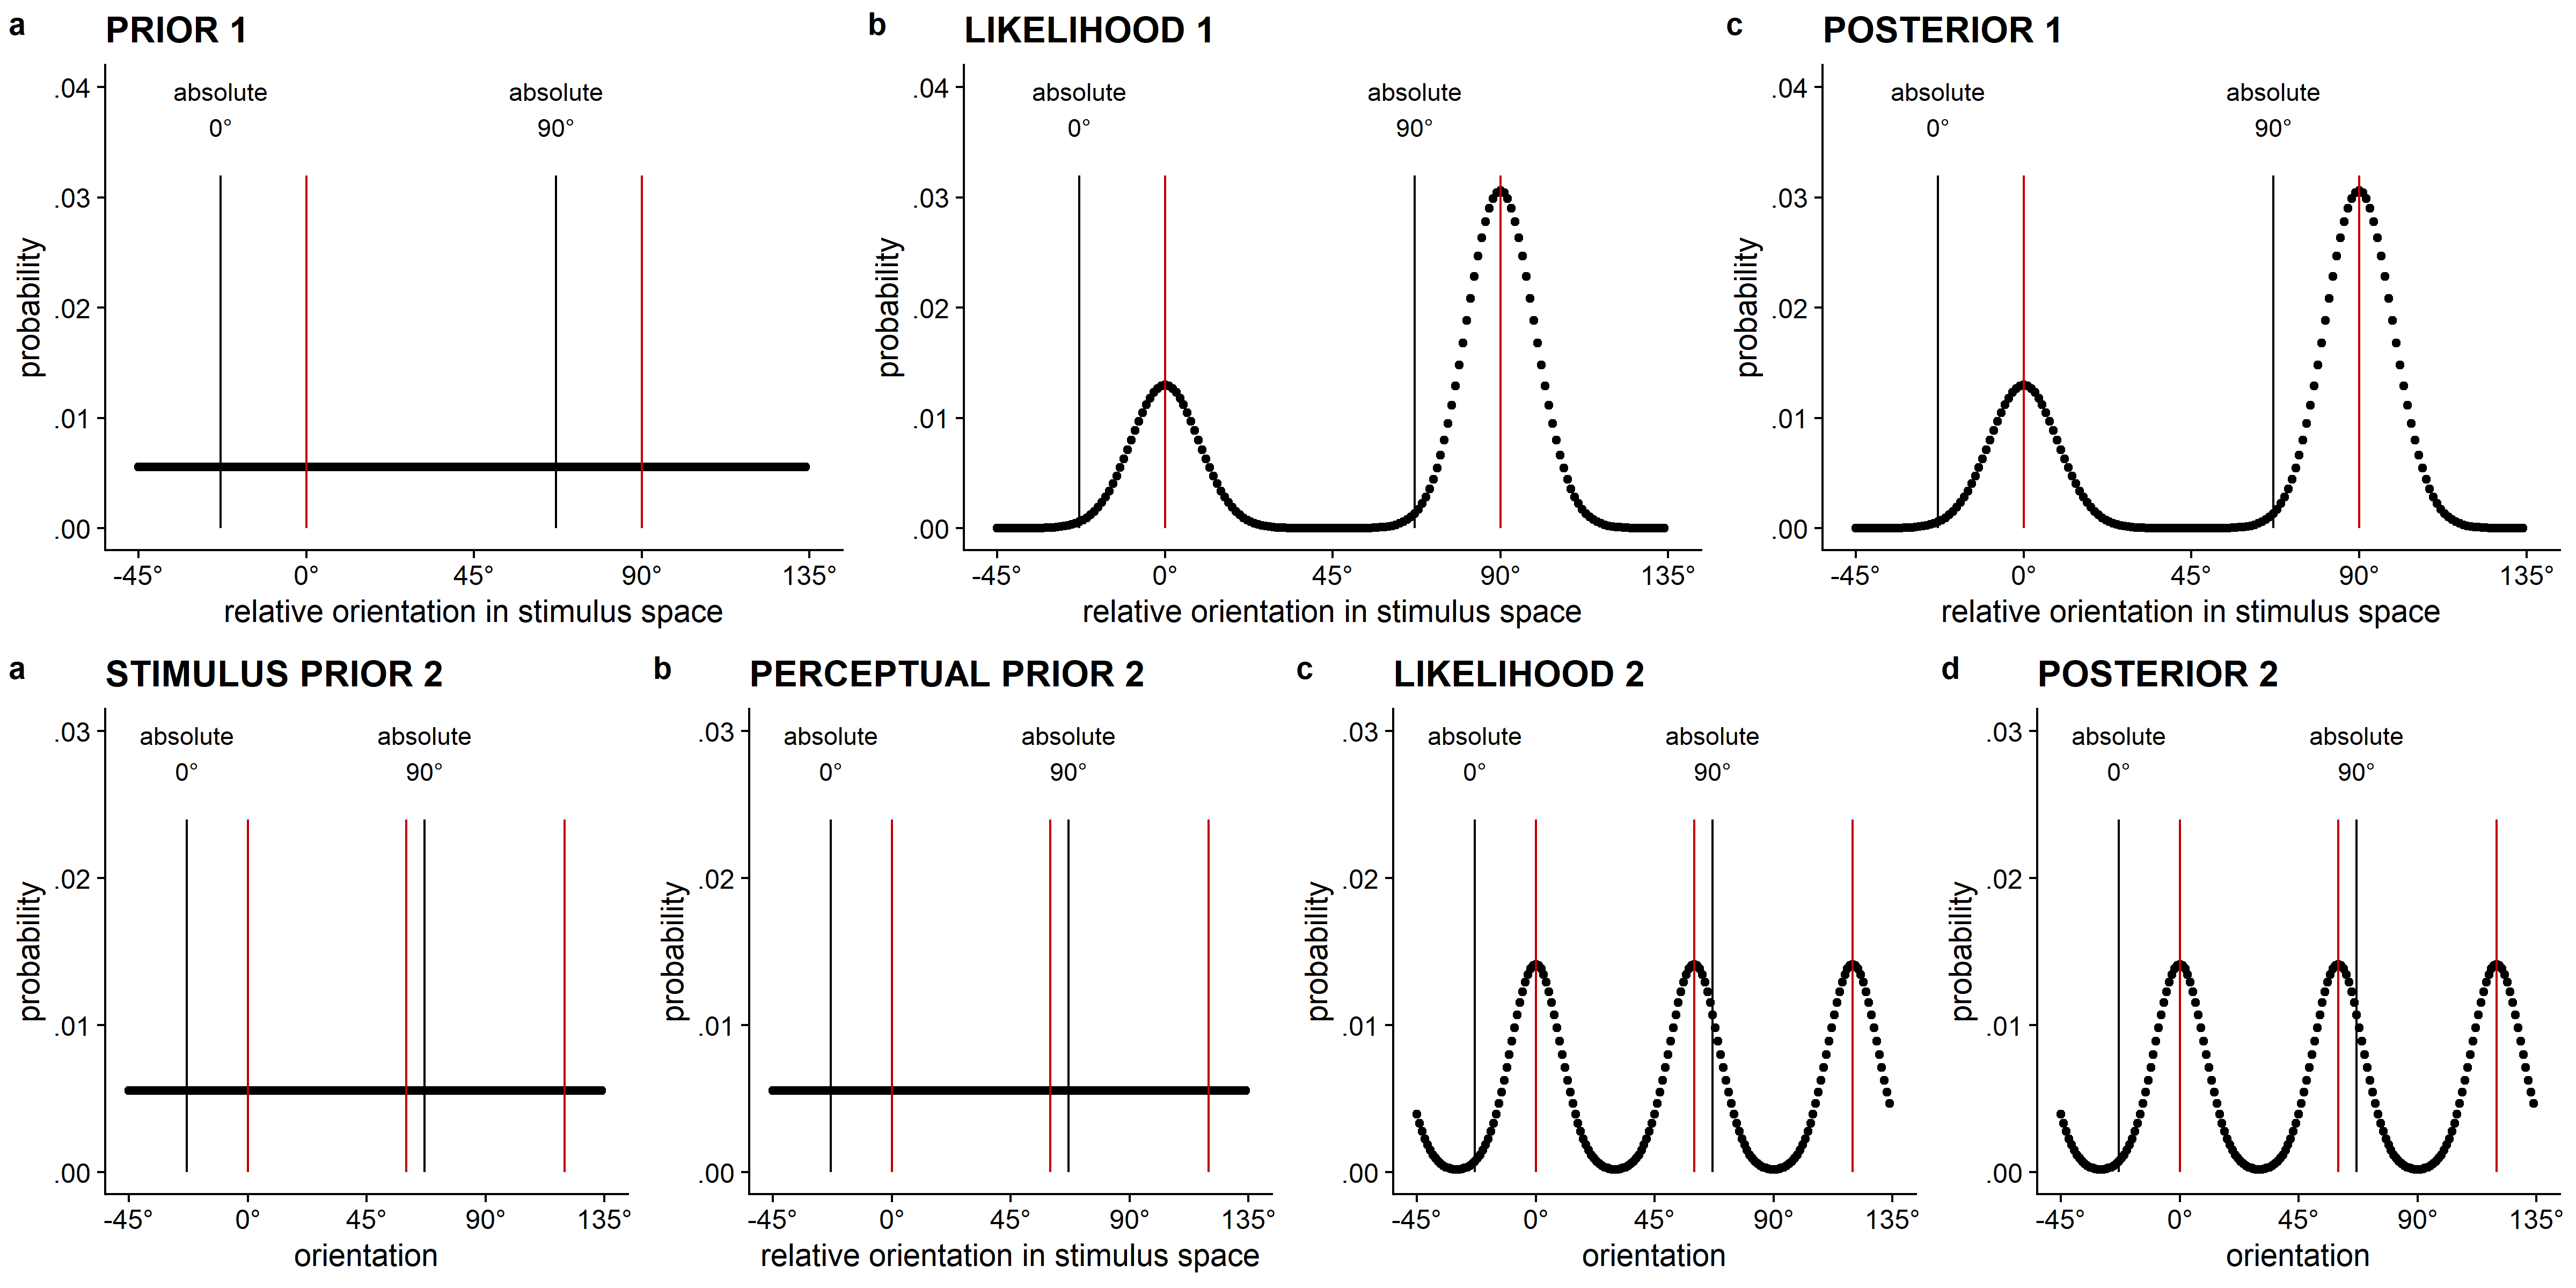 a PRIOR 1
.04
.03
.02
.01
.00
probability
absolute
0°
absolute
90°
-45° 0° 45° 90° 135°
relative orientation in stimulus space
b LIKELIHOOD 1
.04
.03
.02
.01
.00
probability
absolute
0°
absolute
90°
-45° 0° 45° 90° 135°
relative orientation in stimulus space
c POSTERIOR 1
.04
.03
.02
.01
.00
probability
absolute
0°
absolute
90°
-45° 0° 45° 90° 135°
relative orientation in stimulus space
a STIMULUS PRIOR 2
.03
.02
.01
.00
probability
absolute
0°
absolute
90°
-45° 0° 45° 90° 135°
orientation
b PERCEPTUAL PRIOR 2
.03
.02
.01
.00
probability
absolute
0°
absolute
90°
-45° 0° 45° 90° 135°
relative orientation in stimulus space
c LIKELIHOOD 2
.03
.02
.01
.00
probability
absolute
0°
absolute
90°
-45° 0° 45° 90° 135°
orientation
d POSTERIOR 2
.03
.02
.01
.00
probability
absolute
0°
absolute
90°
-45° 0° 45° 90° 135°
orientation